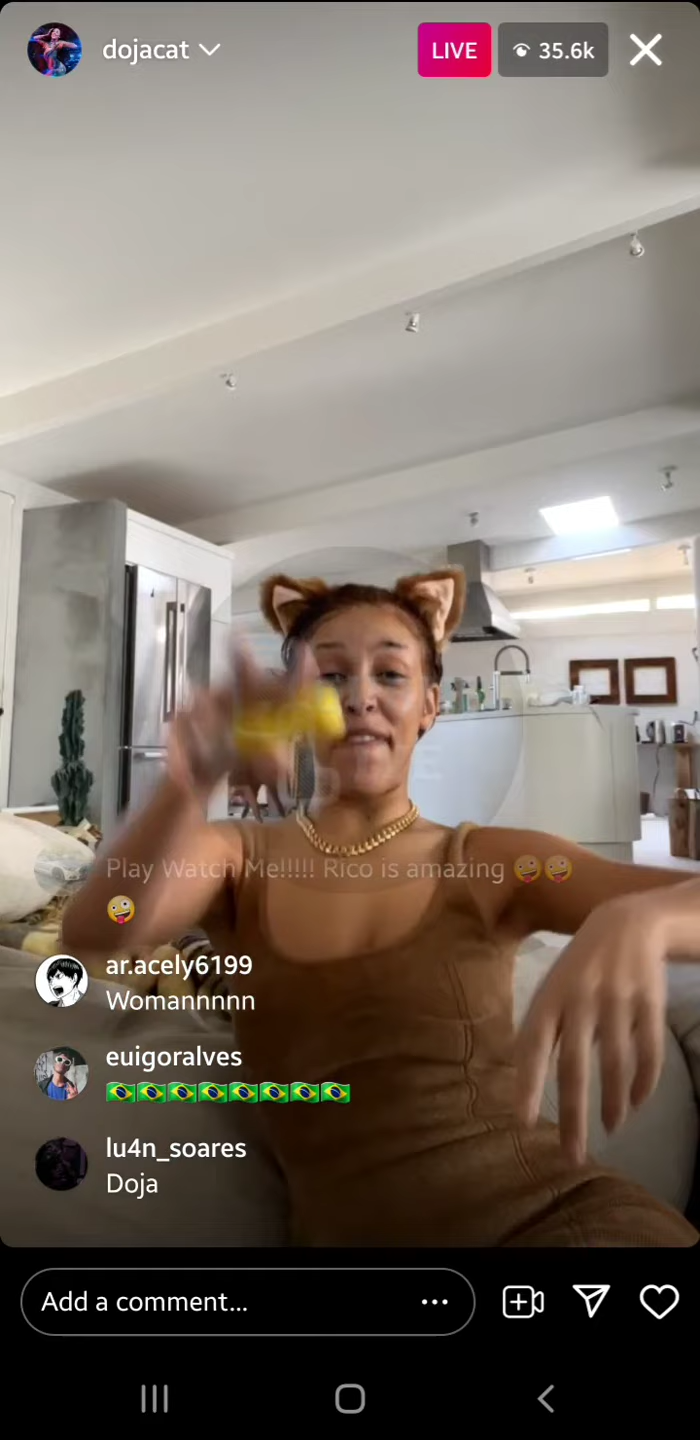 dojacat
LIVE
35.6k
Play Watch Me!!!!! Rico is amazing 🤪🤪
🤪
ar.acely6199
Womannnnn
euigoralves
🇧🇷🇧🇷🇧🇷🇧🇷🇧🇷🇧🇷🇧🇷🇧🇷
lu4n_soares
Doja
Add a comment...